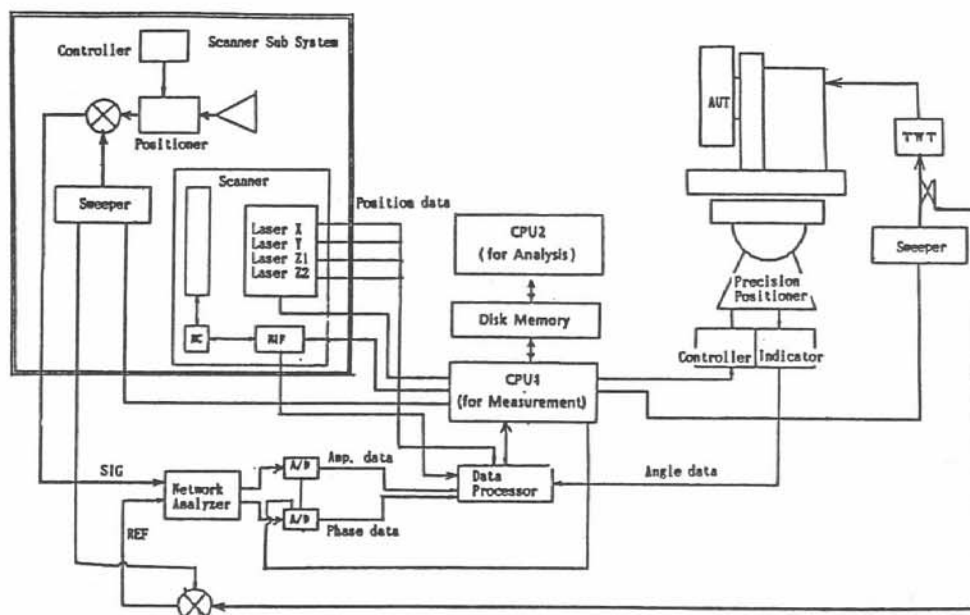 Controller
Scanner Sub System
Positioner
Sweeper
Scanner
Laser X
Laser Y
Laser Z1
Laser Z2
NC
NIF
Position data
CPU2
(for Analysis)
Disk Memory
CPU1
(for Measurement)
AUT
TWT
Sweeper
Precision
Positioner
Controller
Indicator
SIG
REF
Network
Analyzer
A/D
A/D
Amp. data
Phase data
Data
Processor
Angle data